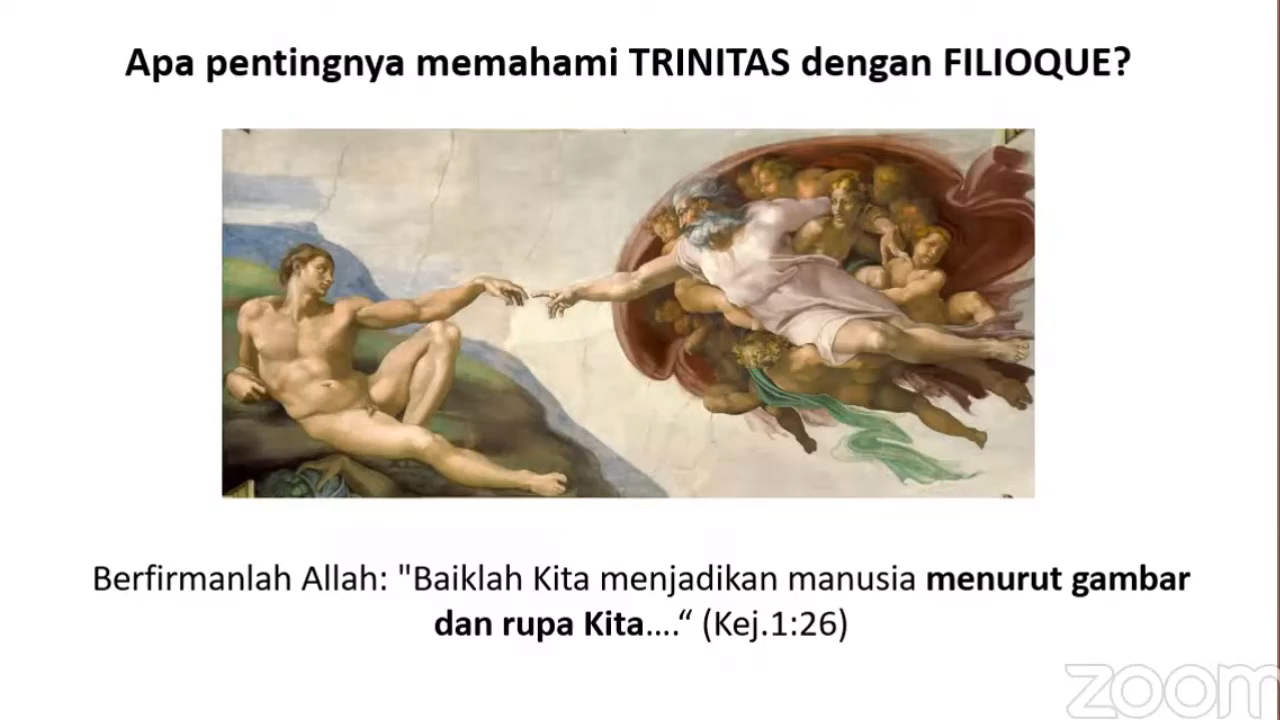 Apa pentingnya memahami TRINITAS dengan FILIOQUE?
Berfirmanlah Allah: "Baiklah Kita menjadikan manusia menurut gambar
dan rupa Kita....“ (Kej.1:26)
zoom